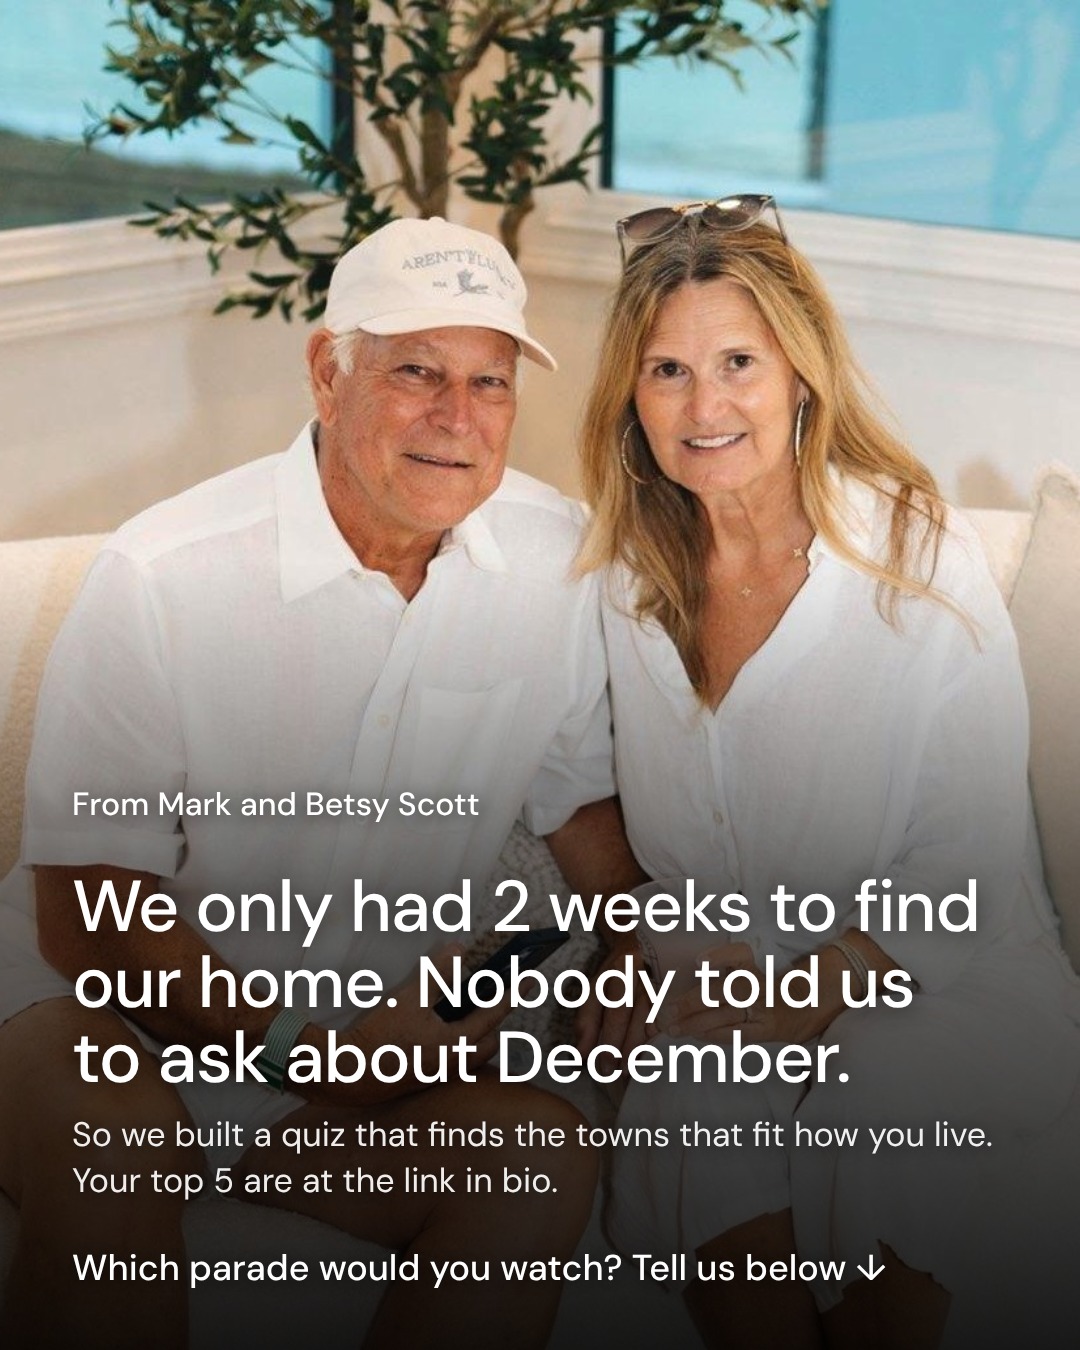 From Mark and Betsy Scott
We only had 2 weeks to find
our home. Nobody told us
to ask about December.
So we built a quiz that finds the towns that fit how you live.
Your top 5 are at the link in bio.
Which parade would you watch? Tell us below ↓